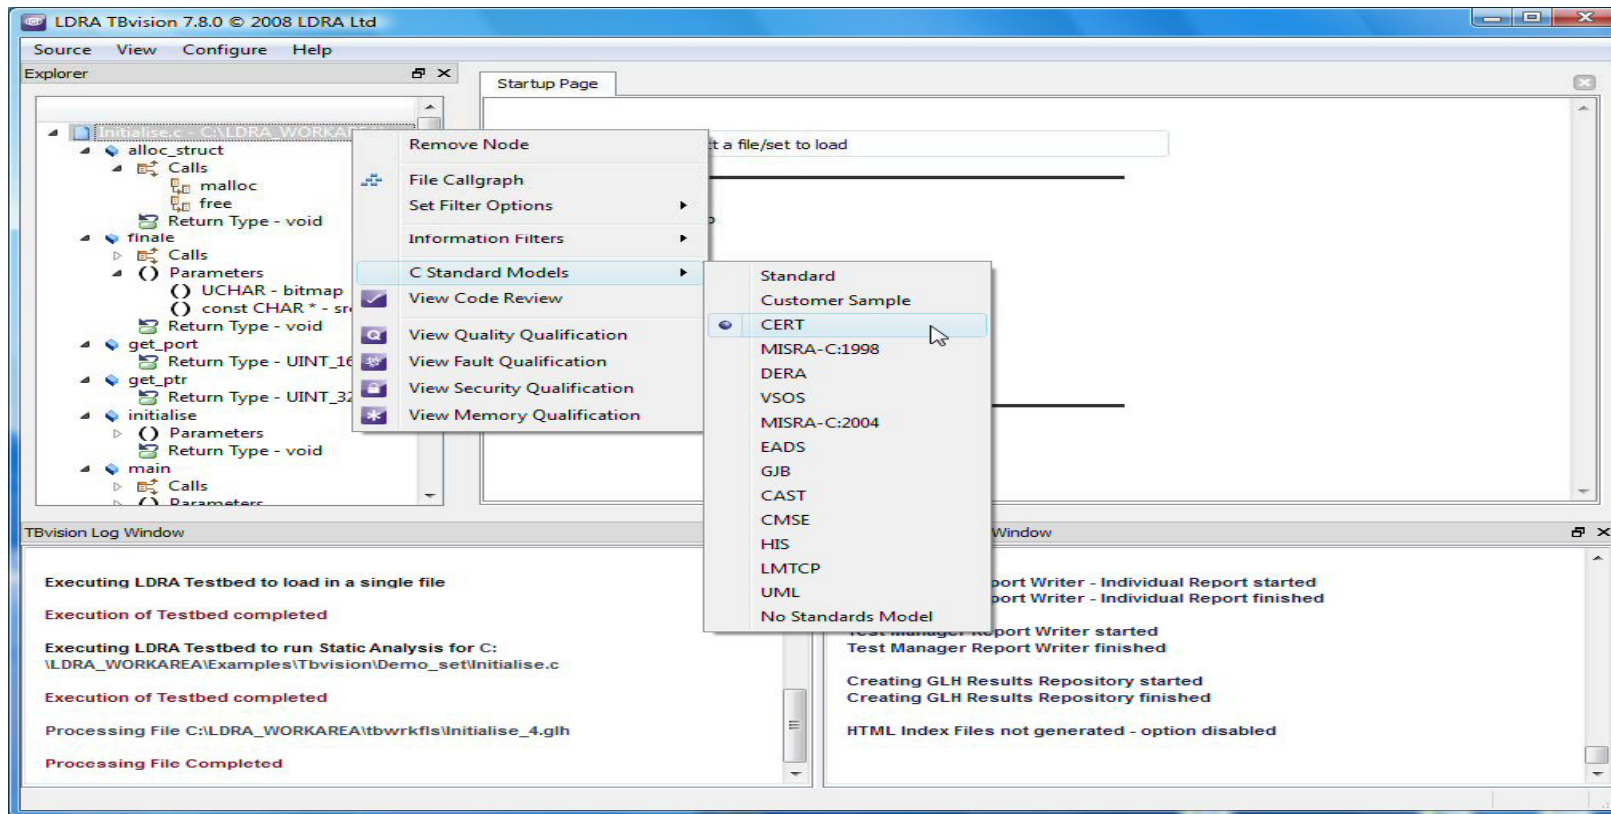 LDRA TBvision 7.8.0 © 2008 LDRA Ltd
Source View Configure Help
Explorer
Startup Page
Initialise.c - C:\LDRA_WORKAREA
alloc_struct
Calls
malloc
free
Return Type - void
finale
Calls
Parameters
UCHAR - bitmap
const CHAR * - src
Return Type - void
get_port
Return Type - UINT_16
get_ptr
Return Type - UINT_32
initialise
Parameters
Return Type - void
main
Calls
Parameters
Remove Node
File Callgraph
Set Filter Options
Information Filters
C Standard Models
View Code Review
View Quality Qualification
View Fault Qualification
View Security Qualification
View Memory Qualification
t a file/set to load
Standard
Customer Sample
CERT
MISRA-C:1998
DERA
VSOS
MISRA-C:2004
EADS
GJB
CAST
CMSE
HIS
LMTCP
UML
No Standards Model
TBvision Log Window
Executing LDRA Testbed to load in a single file
Execution of Testbed completed
Executing LDRA Testbed to run Static Analysis for C:
\LDRA_WORKAREA\Examples\Tbvision\Demo_set\Initialise.c
Execution of Testbed completed
Processing File C:\LDRA_WORKAREA\tbwrkfls\Initialise_4.glh
Processing File Completed
Window
port Writer - Individual Report started
port Writer - Individual Report finished
Test Manager Report Writer started
Test Manager Report Writer finished
Creating GLH Results Repository started
Creating GLH Results Repository finished
HTML Index Files not generated - option disabled